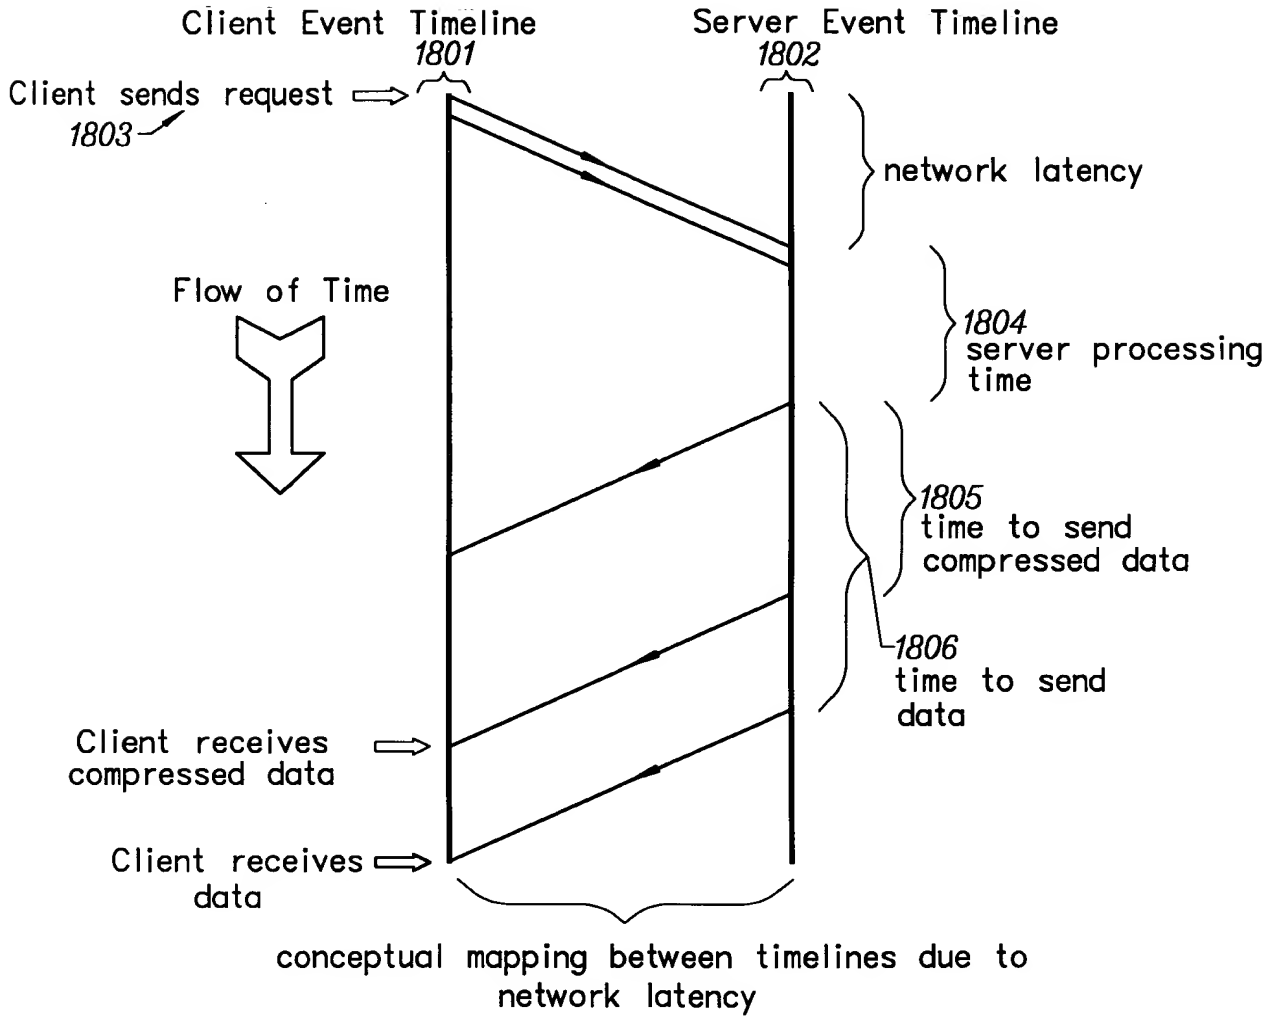 Client Event Timeline
1801
Server Event Timeline
1802
Client sends request
1803
network latency
Flow of Time
1804
server processing
time
1805
time to send
compressed data
1806
time to send
data
Client receives
compressed data
Client receives
data
conceptual mapping between timelines due to
network latency